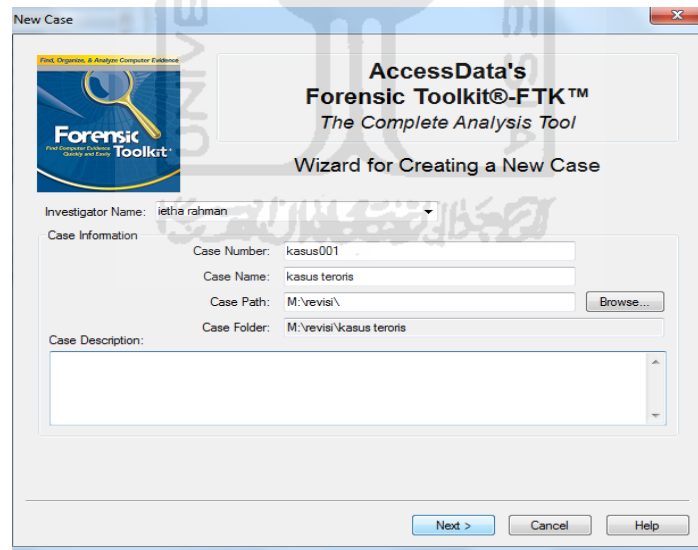 New Case
Find, Organize, & Analyze Computer Evidence
Forensic
Find Computer Evidence
Quickly and Easily
Toolkit
AccessData's
Forensic Toolkit®-FTK™
The Complete Analysis Tool
Wizard for Creating a New Case
Investigator Name: ietha rahman
Case Information
Case Number: kasus001
Case Name: kasus teroris
Case Path: M:\revisi\ Browse...
Case Folder: M:\revisi\kasus teroris
Case Description:
Next > Cancel Help